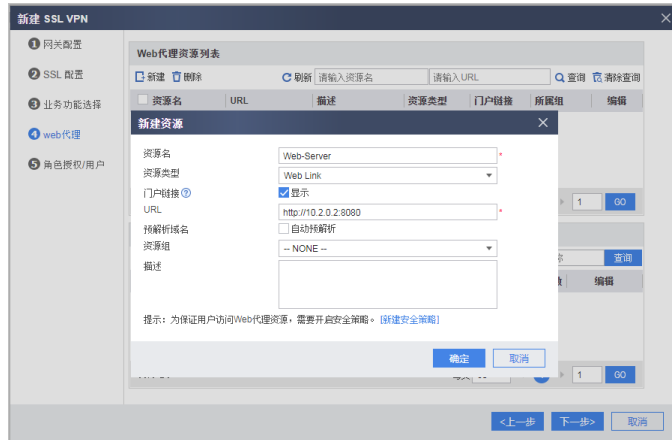 新建 SSL VPN
1 网关配置
2 SSL 配置
3 业务功能选择
4 web代理
5 角色授权/用户
Web代理资源列表
新建 删除 刷新 请输入资源名 请输入URL 查询 清除查询
资源名 URL 描述 资源类型 门户链接 所属组 编辑
新建资源
资源名 Web-Server *
资源类型 Web Link
门户链接 显示
URL http://10.2.0.2:8080 *
预解析域名 自动预解析
资源组 -- NONE --
描述
提示：为保证用户访问Web代理资源，需要开启安全策略。 [新建安全策略]
确定 取消
1 GO
查询
编辑
1 GO
<上一步 下一步> 取消